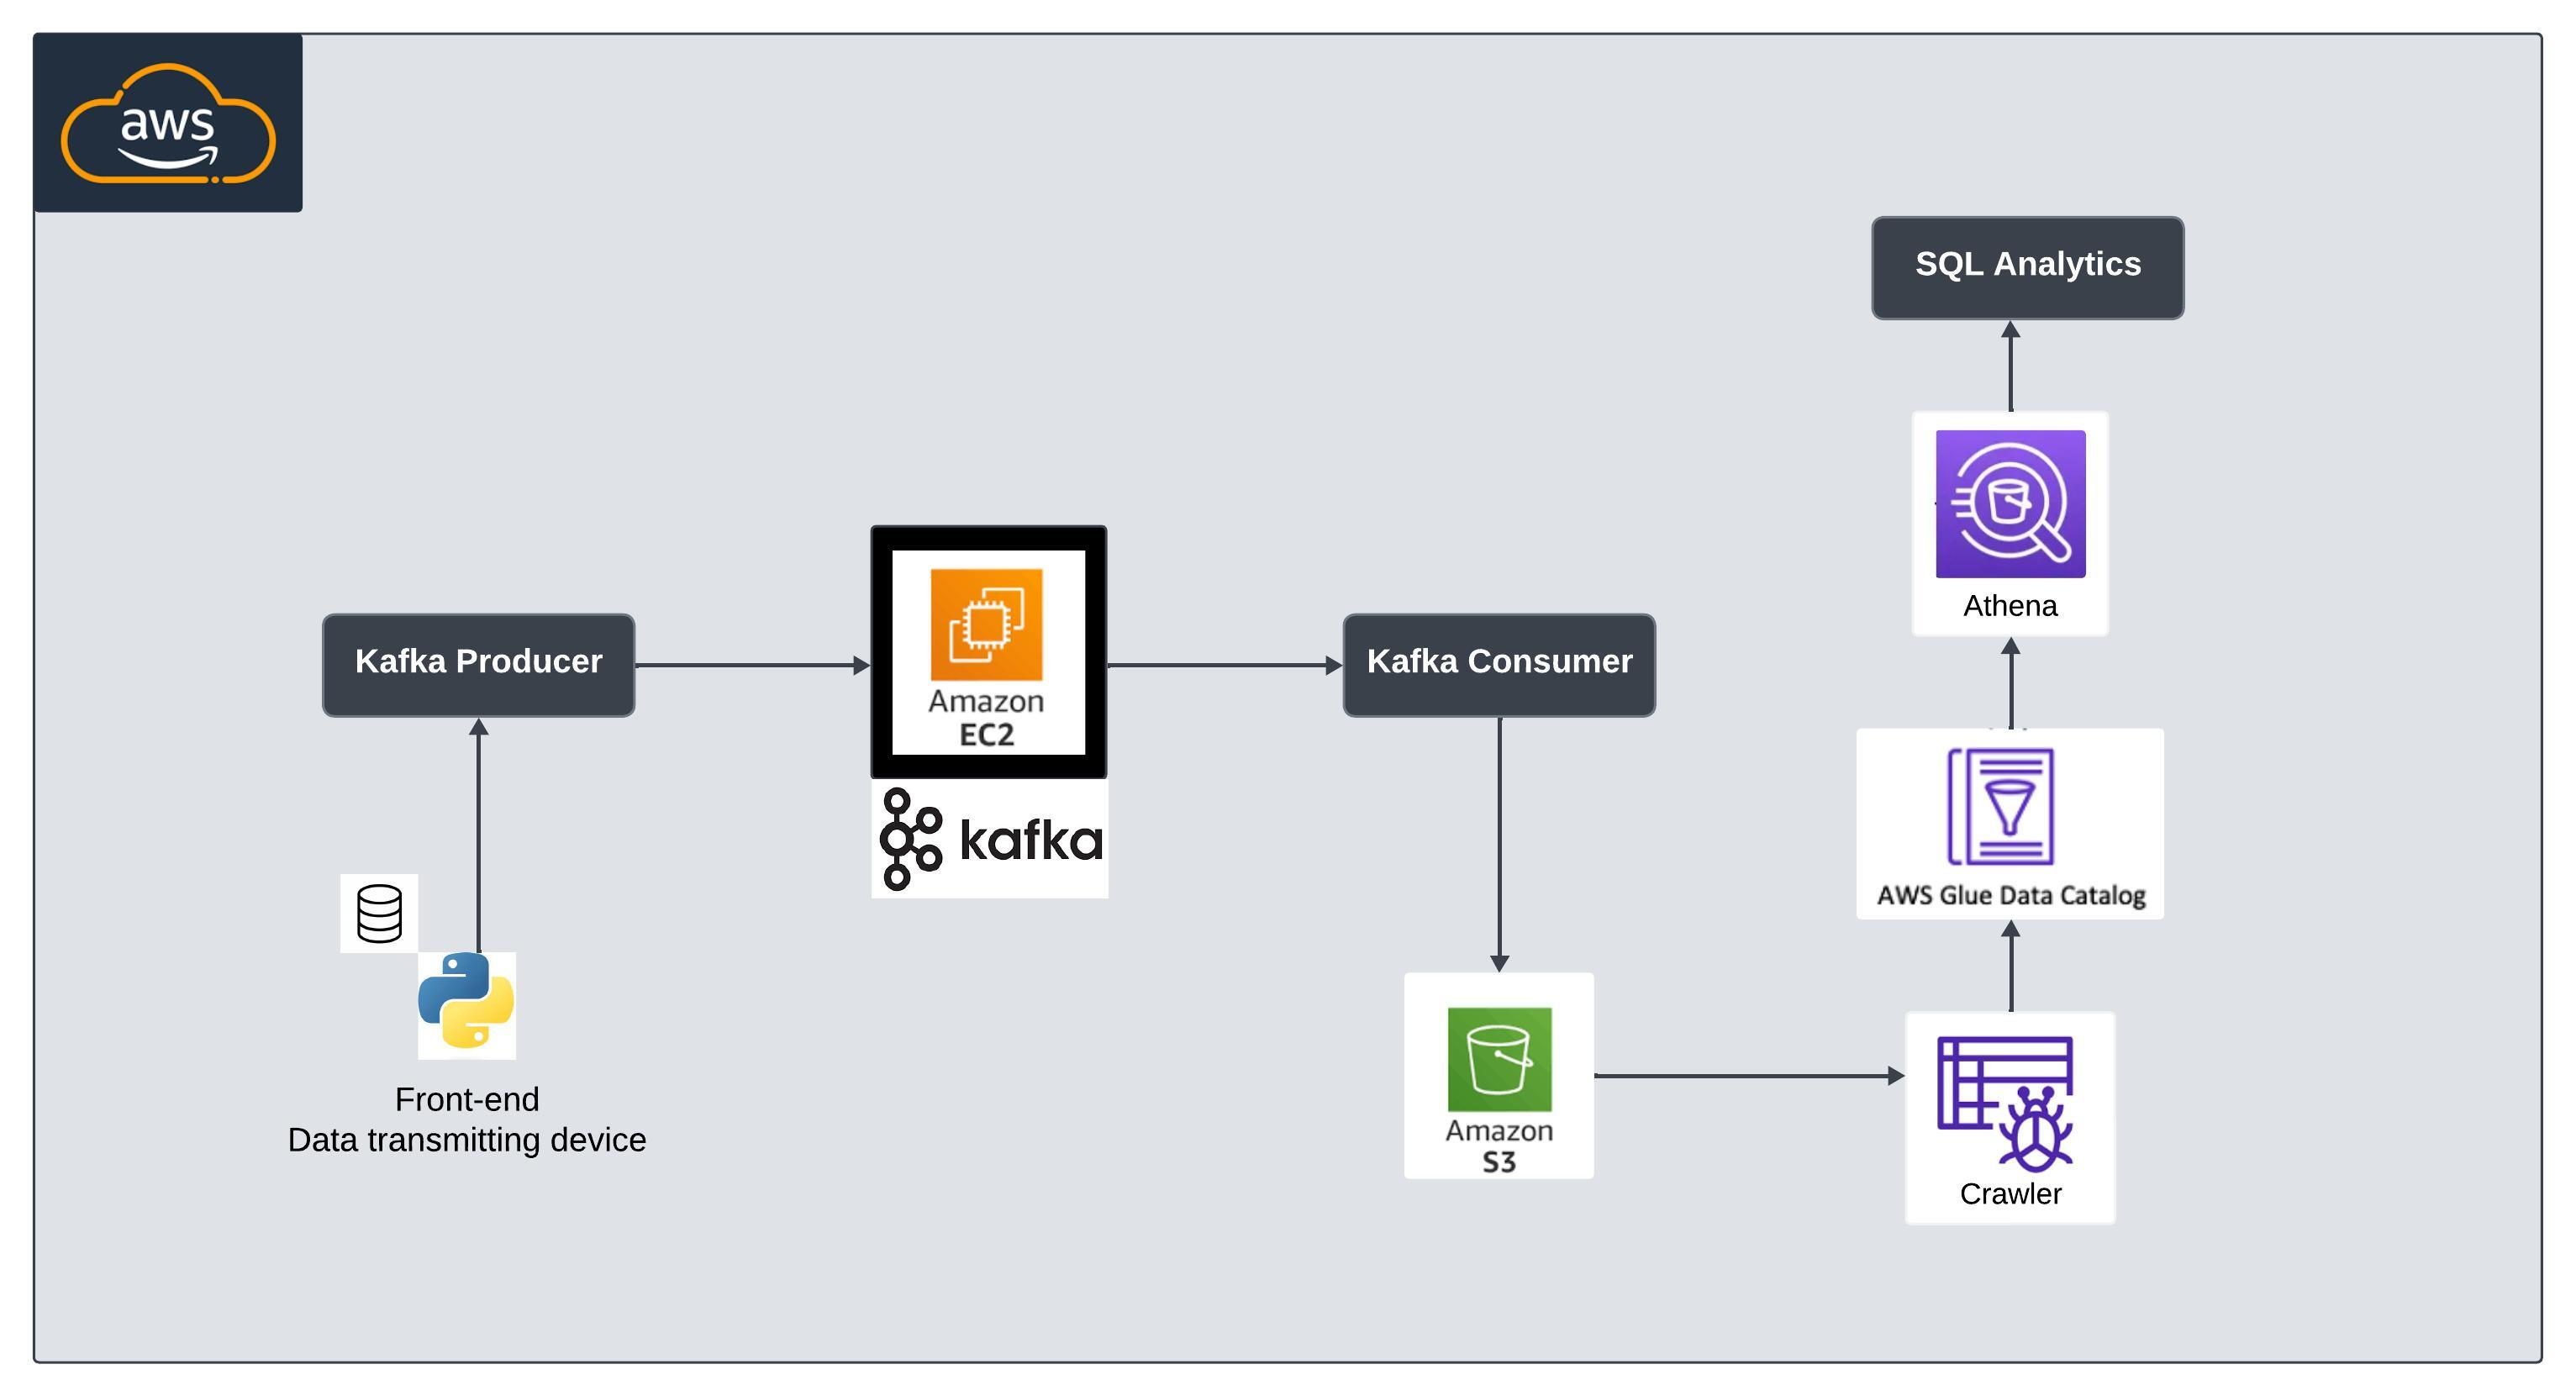 aws
SQL Analytics
Athena
Kafka Producer
Amazon
EC2
Kafka Consumer
kafka
AWS Glue Data Catalog
Front-end
Data transmitting device
Amazon
S3
Crawler